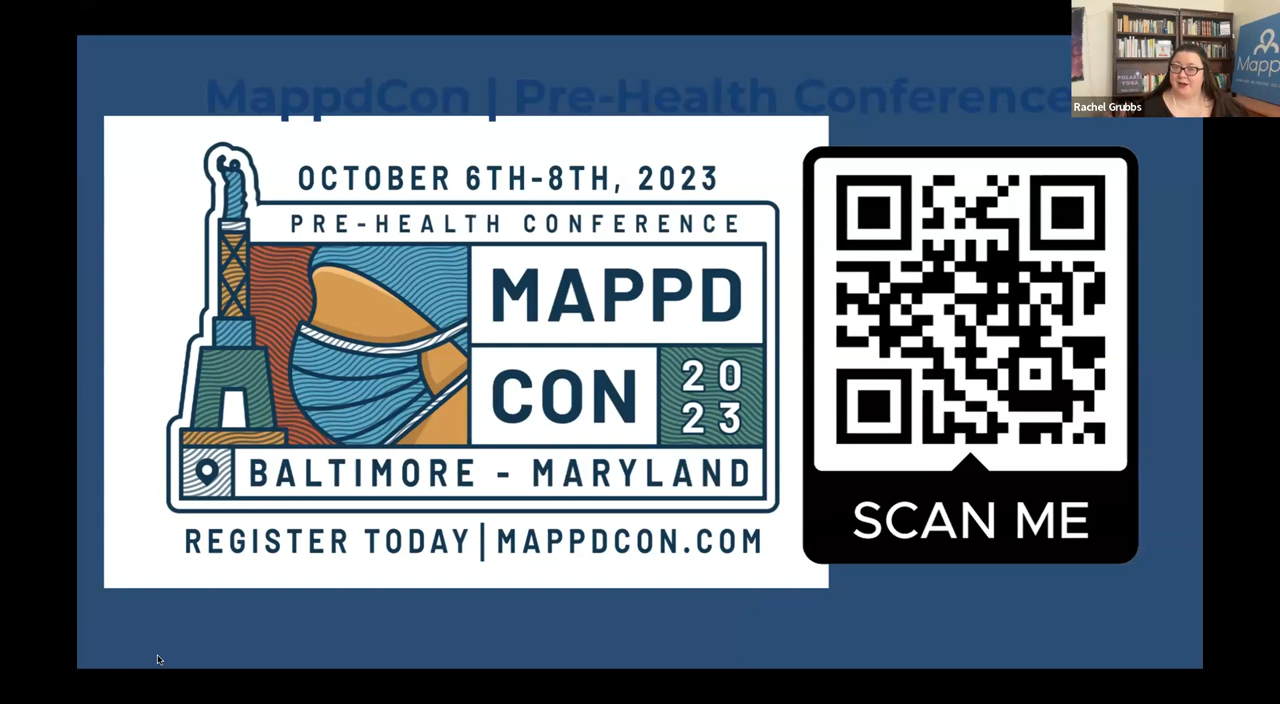 MappdCon | Pre-Health Conference
Rachel Grubbs
Mappd
OCTOBER 6TH-8TH, 2023
PRE-HEALTH CONFERENCE
MAPPD
CON
20
23
BALTIMORE - MARYLAND
REGISTER TODAY|MAPPDCON.COM
SCAN ME